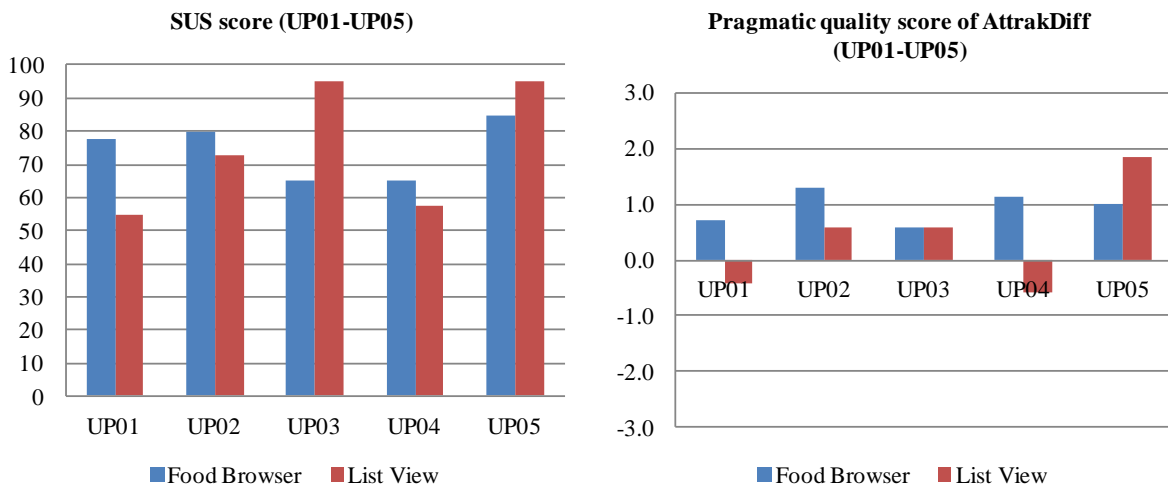 SUS score (UP01-UP05)
100
90
80
70
60
50
40
30
20
10
0
UP01 UP02 UP03 UP04 UP05
Food Browser List View
Pragmatic quality score of AttrakDiff
(UP01-UP05)
3.0
2.0
1.0
0.0
-1.0
-2.0
-3.0
UP01 UP02 UP03 UP04 UP05
Food Browser List View